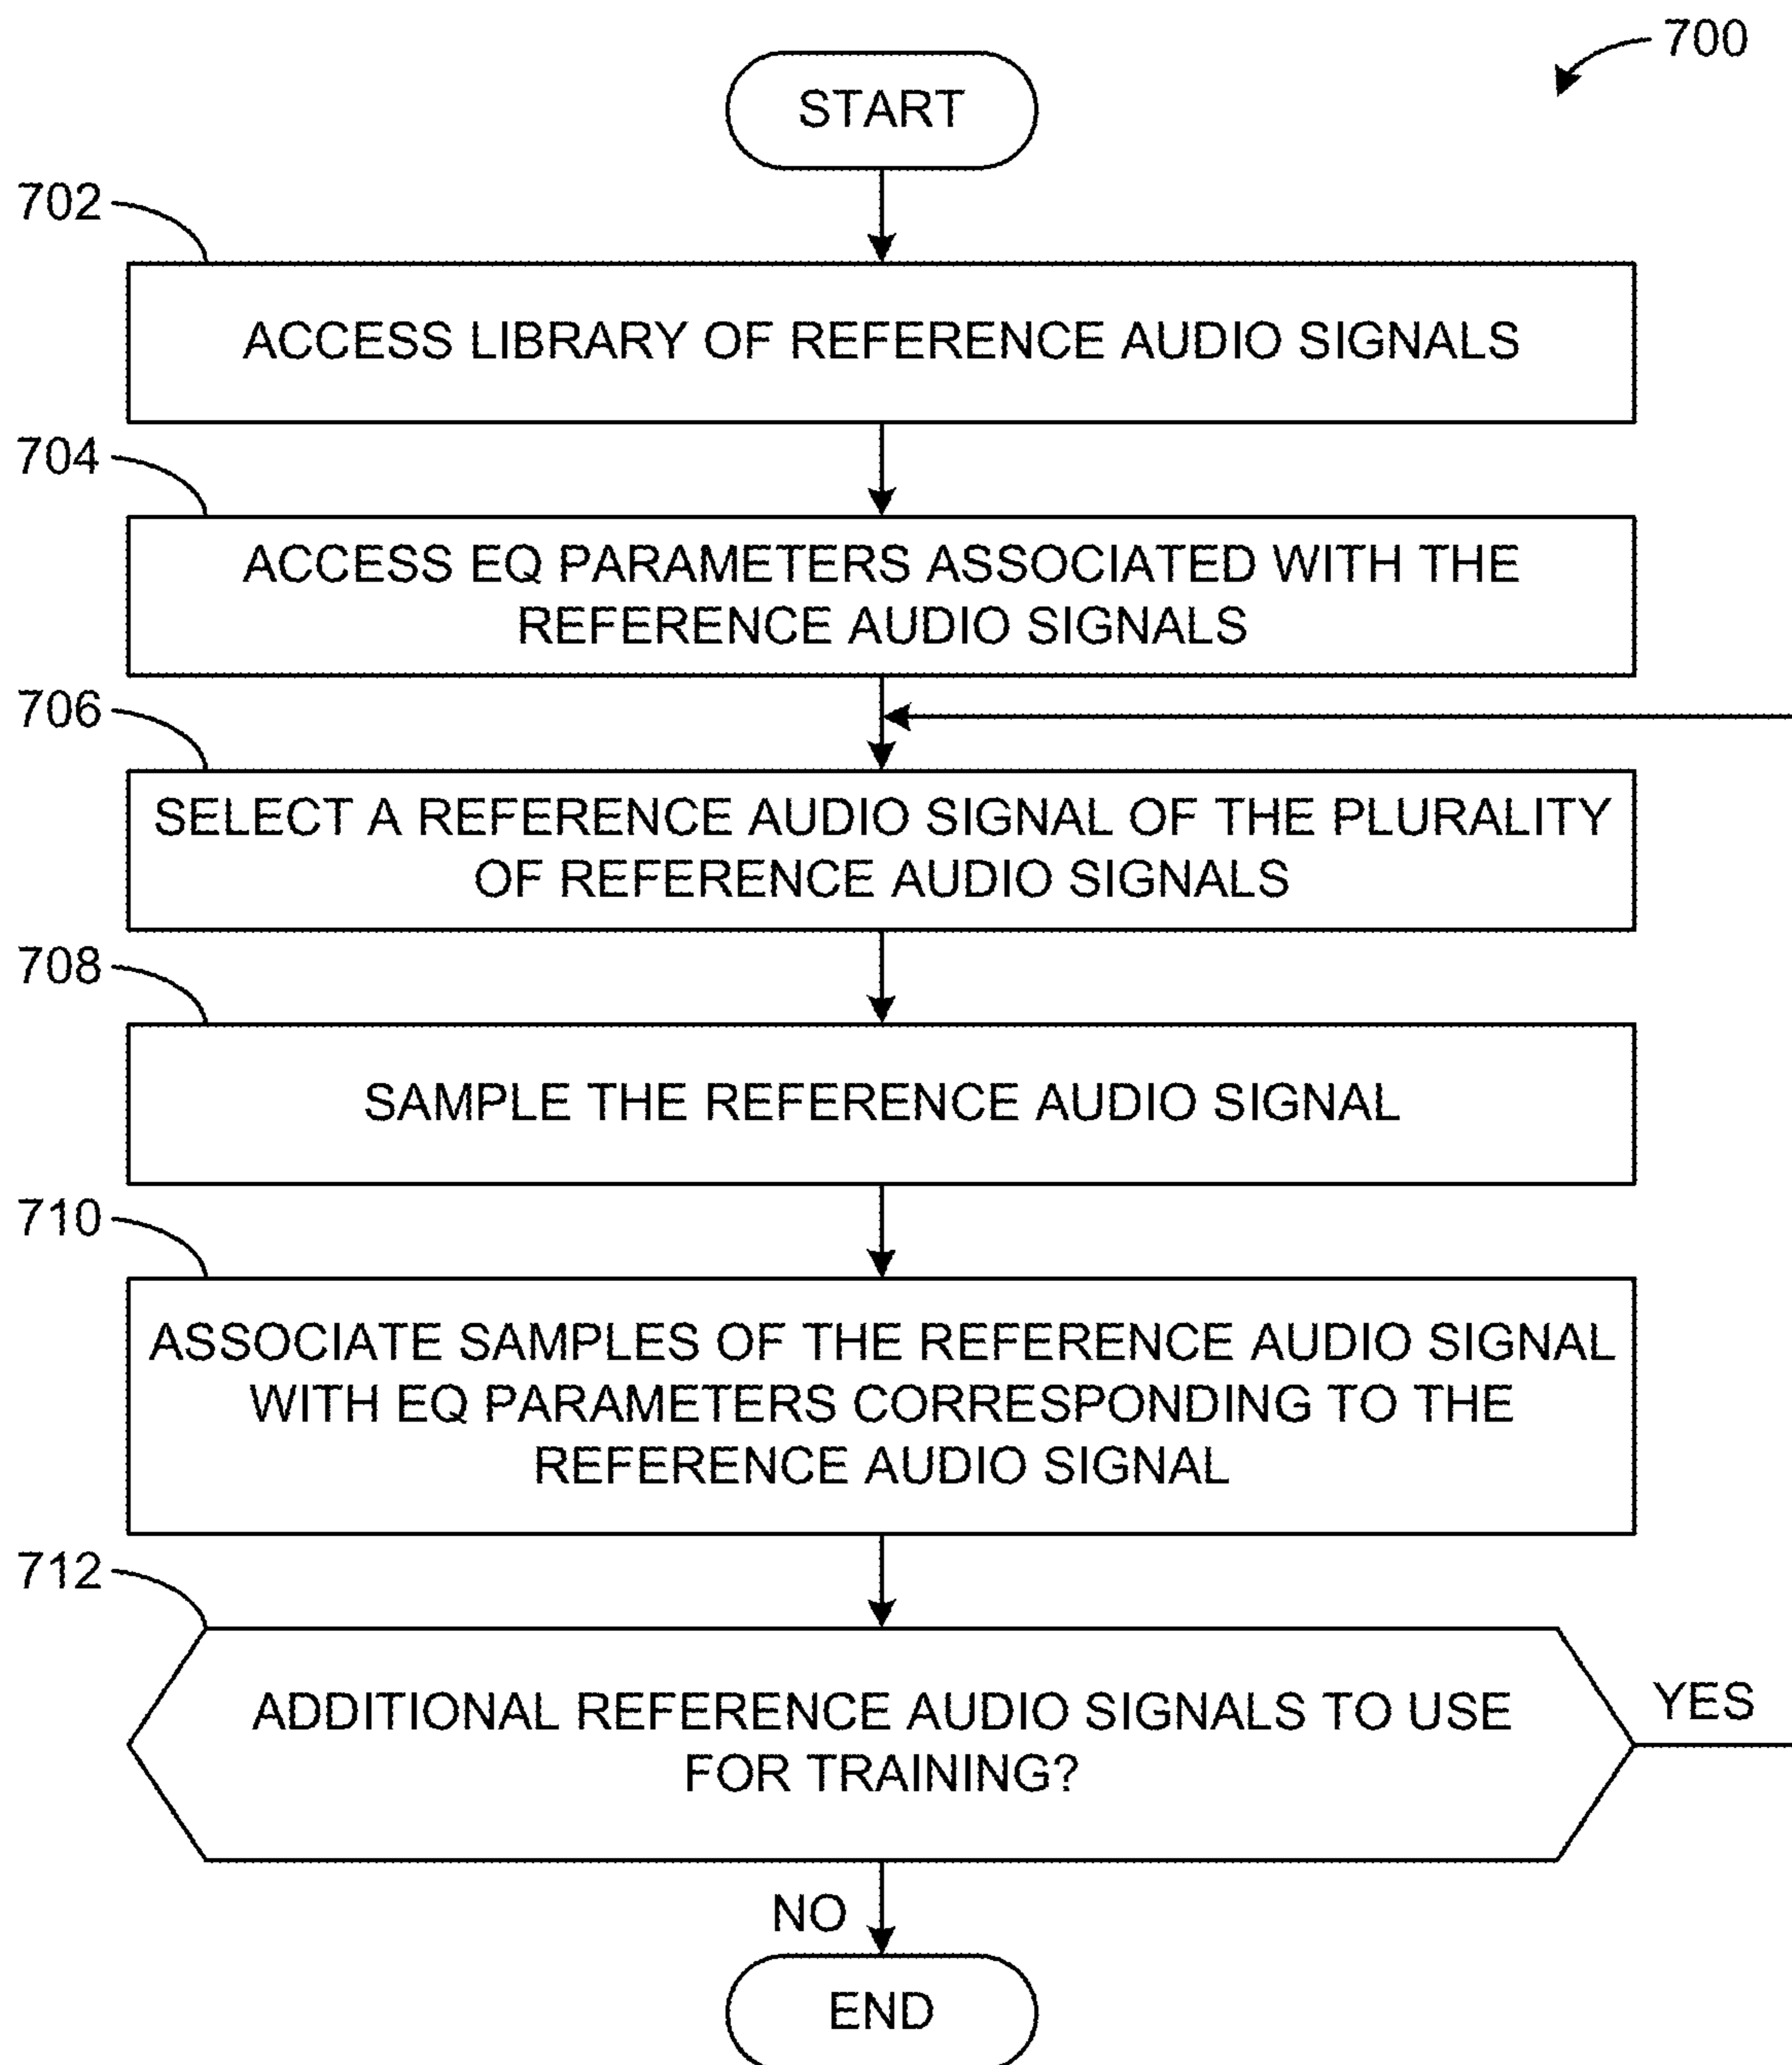 700
START
702
ACCESS LIBRARY OF REFERENCE AUDIO SIGNALS
704
ACCESS EQ PARAMETERS ASSOCIATED WITH THE
REFERENCE AUDIO SIGNALS
706
SELECT A REFERENCE AUDIO SIGNAL OF THE PLURALITY
OF REFERENCE AUDIO SIGNALS
708
SAMPLE THE REFERENCE AUDIO SIGNAL
710
ASSOCIATE SAMPLES OF THE REFERENCE AUDIO SIGNAL
WITH EQ PARAMETERS CORRESPONDING TO THE
REFERENCE AUDIO SIGNAL
712
ADDITIONAL REFERENCE AUDIO SIGNALS TO USE
FOR TRAINING?
YES
NO
END